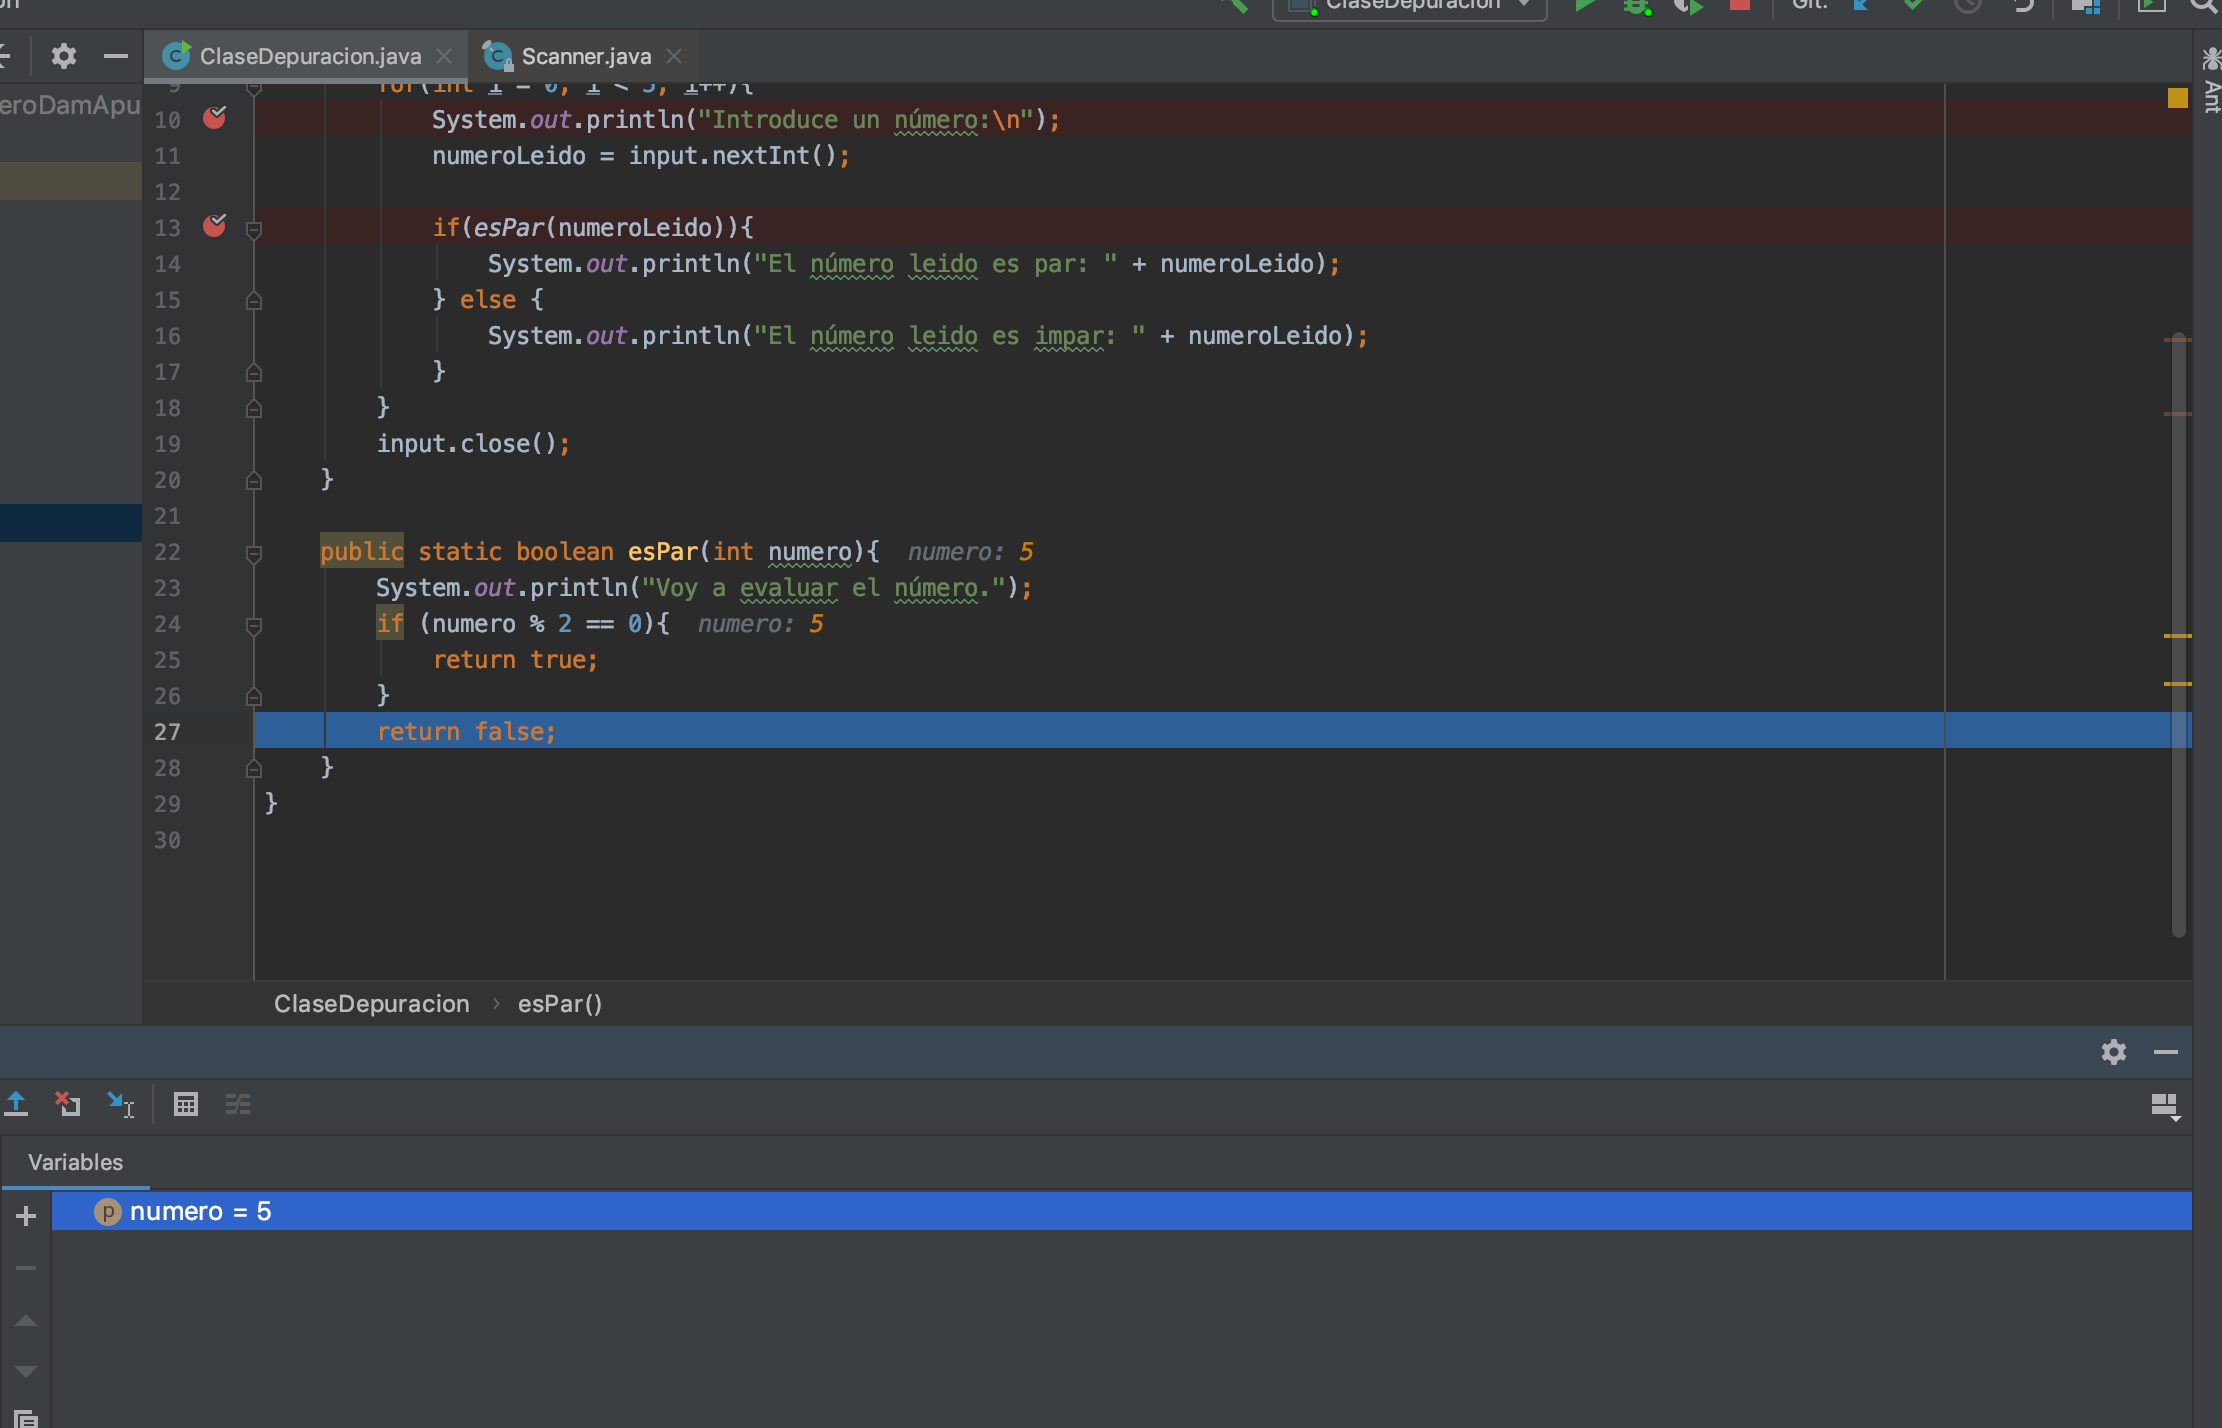 ClaseDepuracion
Git:
ClaseDepuracion.java
Scanner.java
Ant
eroDamApu
9 for(int i = 0; i < 5; i++){
10 System.out.println("Introduce un número:\n");
11 numeroLeido = input.nextInt();
12
13 if(esPar(numeroLeido)){
14 System.out.println("El número leido es par: " + numeroLeido);
15 } else {
16 System.out.println("El número leido es impar: " + numeroLeido);
17 }
18 }
19 input.close();
20 }
21
22 public static boolean esPar(int numero){ numero: 5
23 System.out.println("Voy a evaluar el número.");
24 if (numero % 2 == 0){ numero: 5
25 return true;
26 }
27 return false;
28 }
29 }
30
ClaseDepuracion › esPar()
Variables
p numero = 5